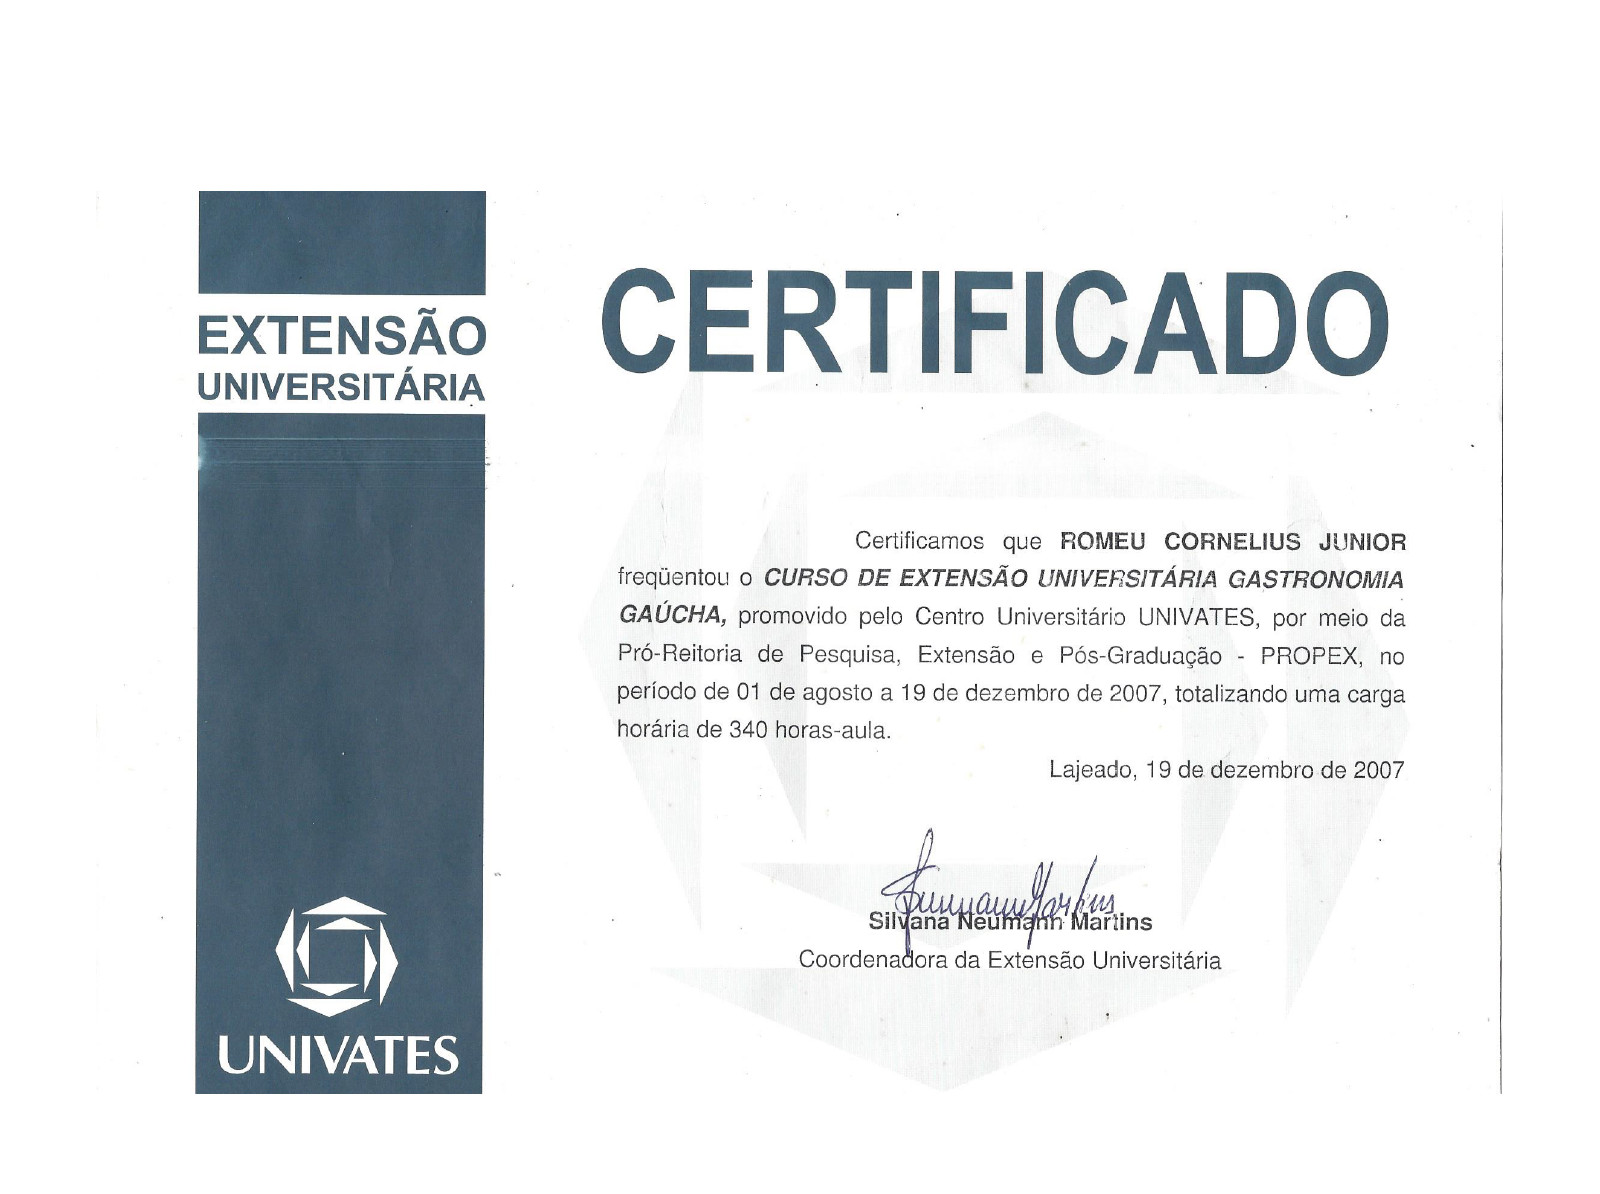 EXTENSÃO
UNIVERSITÁRIA
UNIVATES
CERTIFICADO
Certificamos que ROMEU CORNELIUS JUNIOR
freqüentou o CURSO DE EXTENSÃO UNIVERSITÁRIA GASTRONOMIA
GAÚCHA, promovido pelo Centro Universitário UNIVATES, por meio da
Pró-Reitoria de Pesquisa, Extensão e Pós-Graduação - PROPEX, no
período de 01 de agosto a 19 de dezembro de 2007, totalizando uma carga
horária de 340 horas-aula.
Lajeado, 19 de dezembro de 2007
Silvana Neumann Martins
Coordenadora da Extensão Universitária